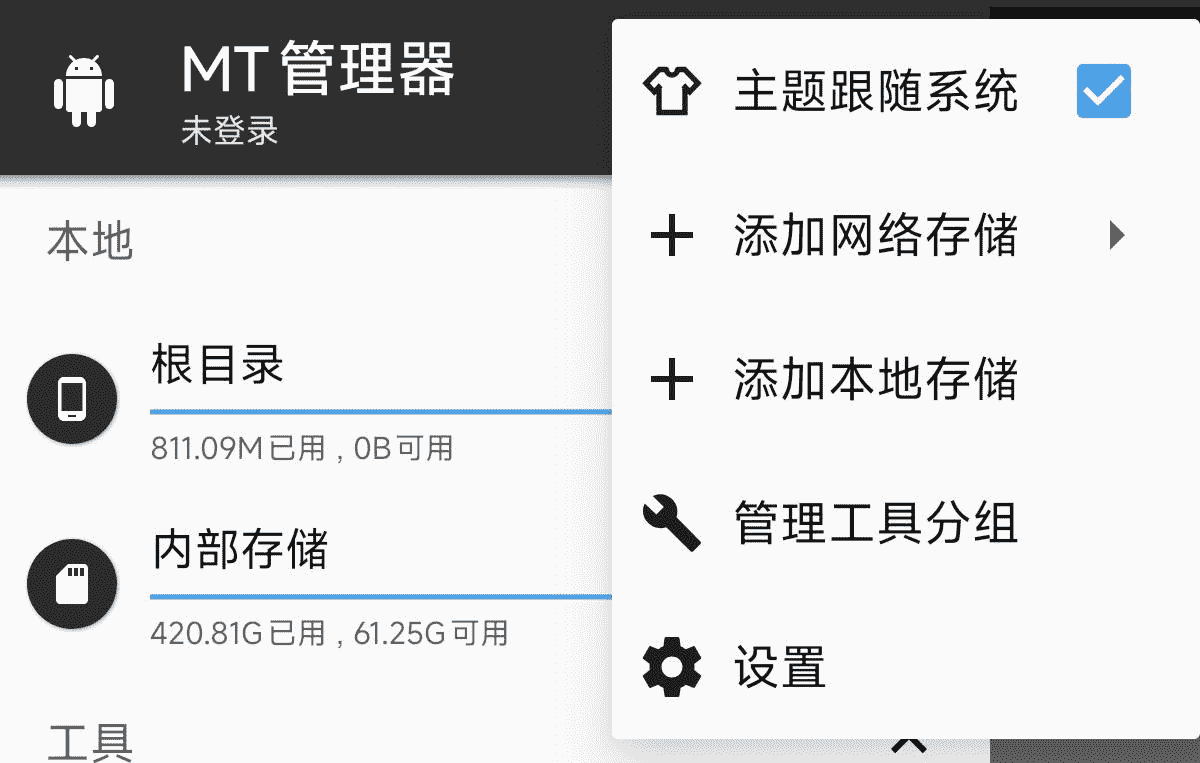 MT管理器
未登录
本地
根目录
811.09M已用，0B可用
内部存储
420.81G已用，61.25G可用
工具
主题跟随系统
添加网络存储
添加本地存储
管理工具分组
设置